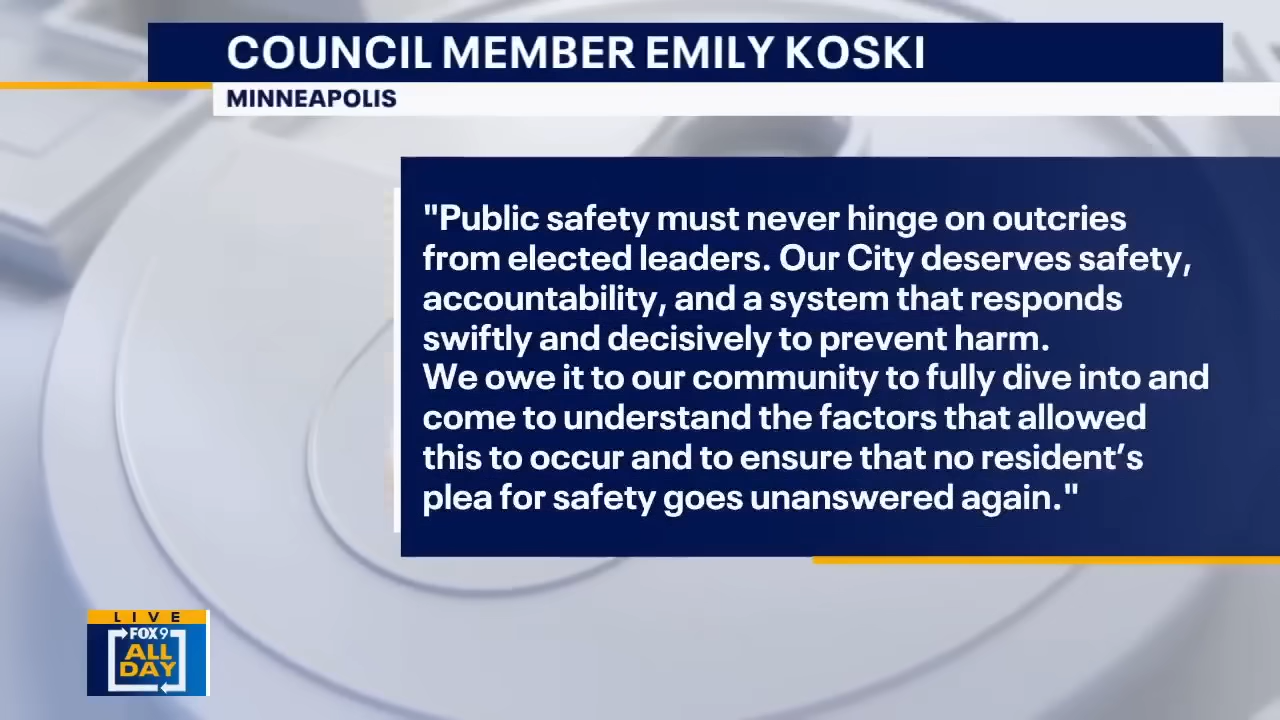 COUNCIL MEMBER EMILY KOSKI
MINNEAPOLIS
"Public safety must never hinge on outcries
from elected leaders. Our City deserves safety,
accountability, and a system that responds
swiftly and decisively to prevent harm.
We owe it to our community to fully dive into and
come to understand the factors that allowed
this to occur and to ensure that no resident’s
plea for safety goes unanswered again."
LIVE
FOX 9
ALL
DAY